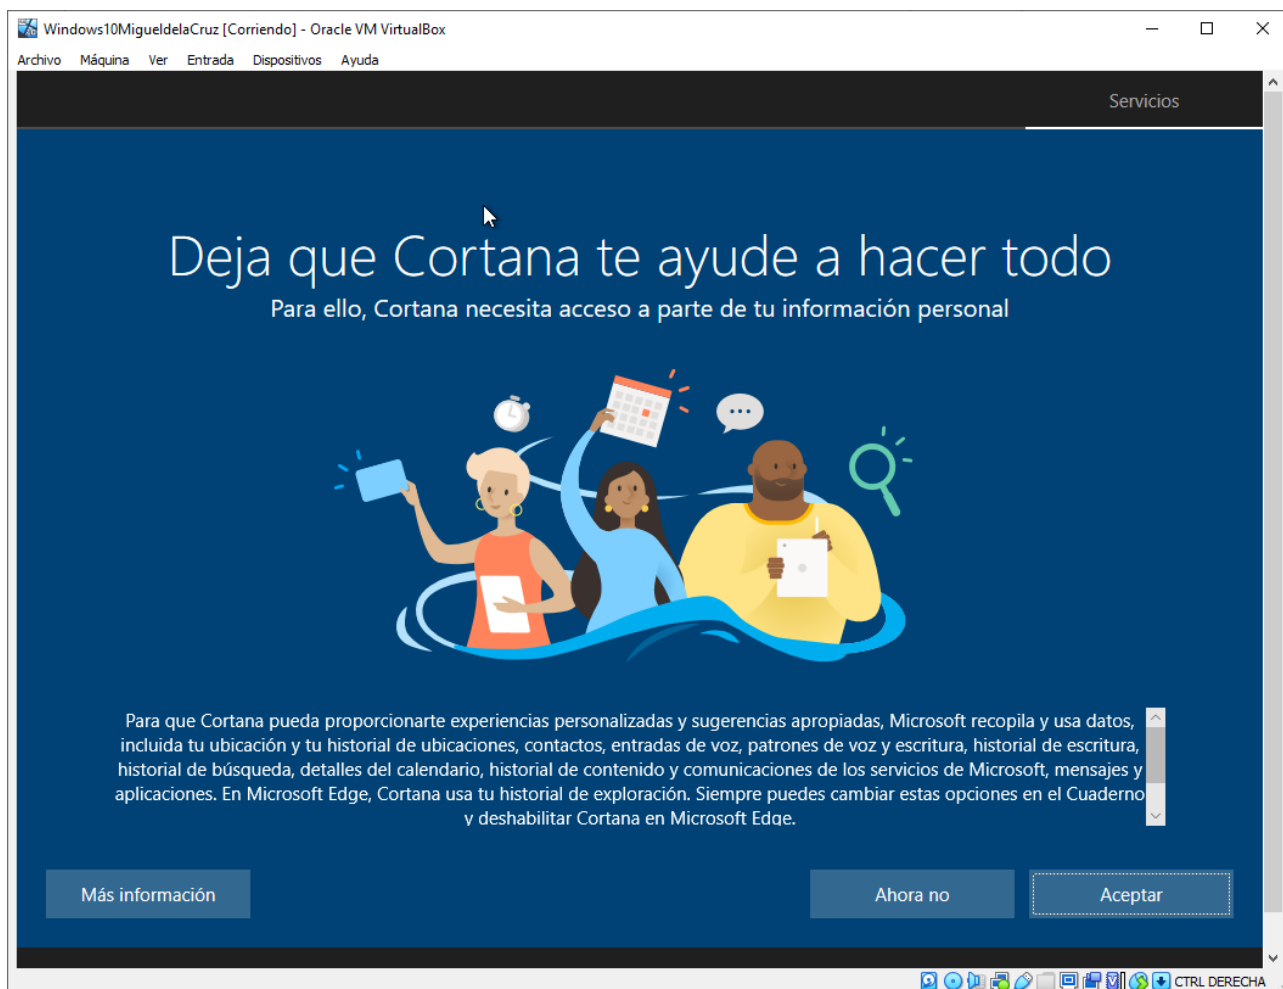 Windows10MigueldelaCruz [Corriendo] - Oracle VM VirtualBox
Archivo Máquina Ver Entrada Dispositivos Ayuda
Servicios
Deja que Cortana te ayude a hacer todo
Para ello, Cortana necesita acceso a parte de tu información personal
Para que Cortana pueda proporcionarte experiencias personalizadas y sugerencias apropiadas, Microsoft recopila y usa datos,
incluida tu ubicación y tu historial de ubicaciones, contactos, entradas de voz, patrones de voz y escritura, historial de escritura,
historial de búsqueda, detalles del calendario, historial de contenido y comunicaciones de los servicios de Microsoft, mensajes y
aplicaciones. En Microsoft Edge, Cortana usa tu historial de exploración. Siempre puedes cambiar estas opciones en el Cuaderno
y deshabilitar Cortana en Microsoft Edge.
Más información Ahora no Aceptar
CTRL DERECHA